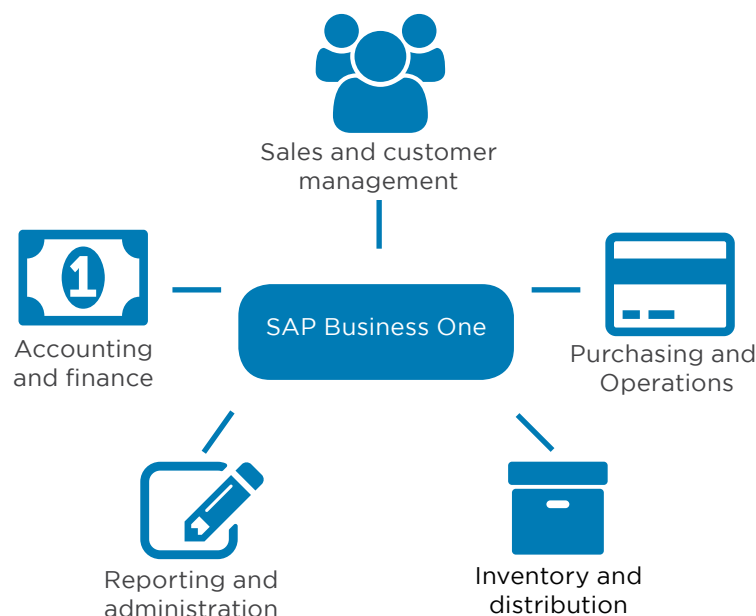 Sales and customer
management
1
SAP Business One
Accounting
and finance
Purchasing and
Operations
Reporting and
administration
Inventory and
distribution